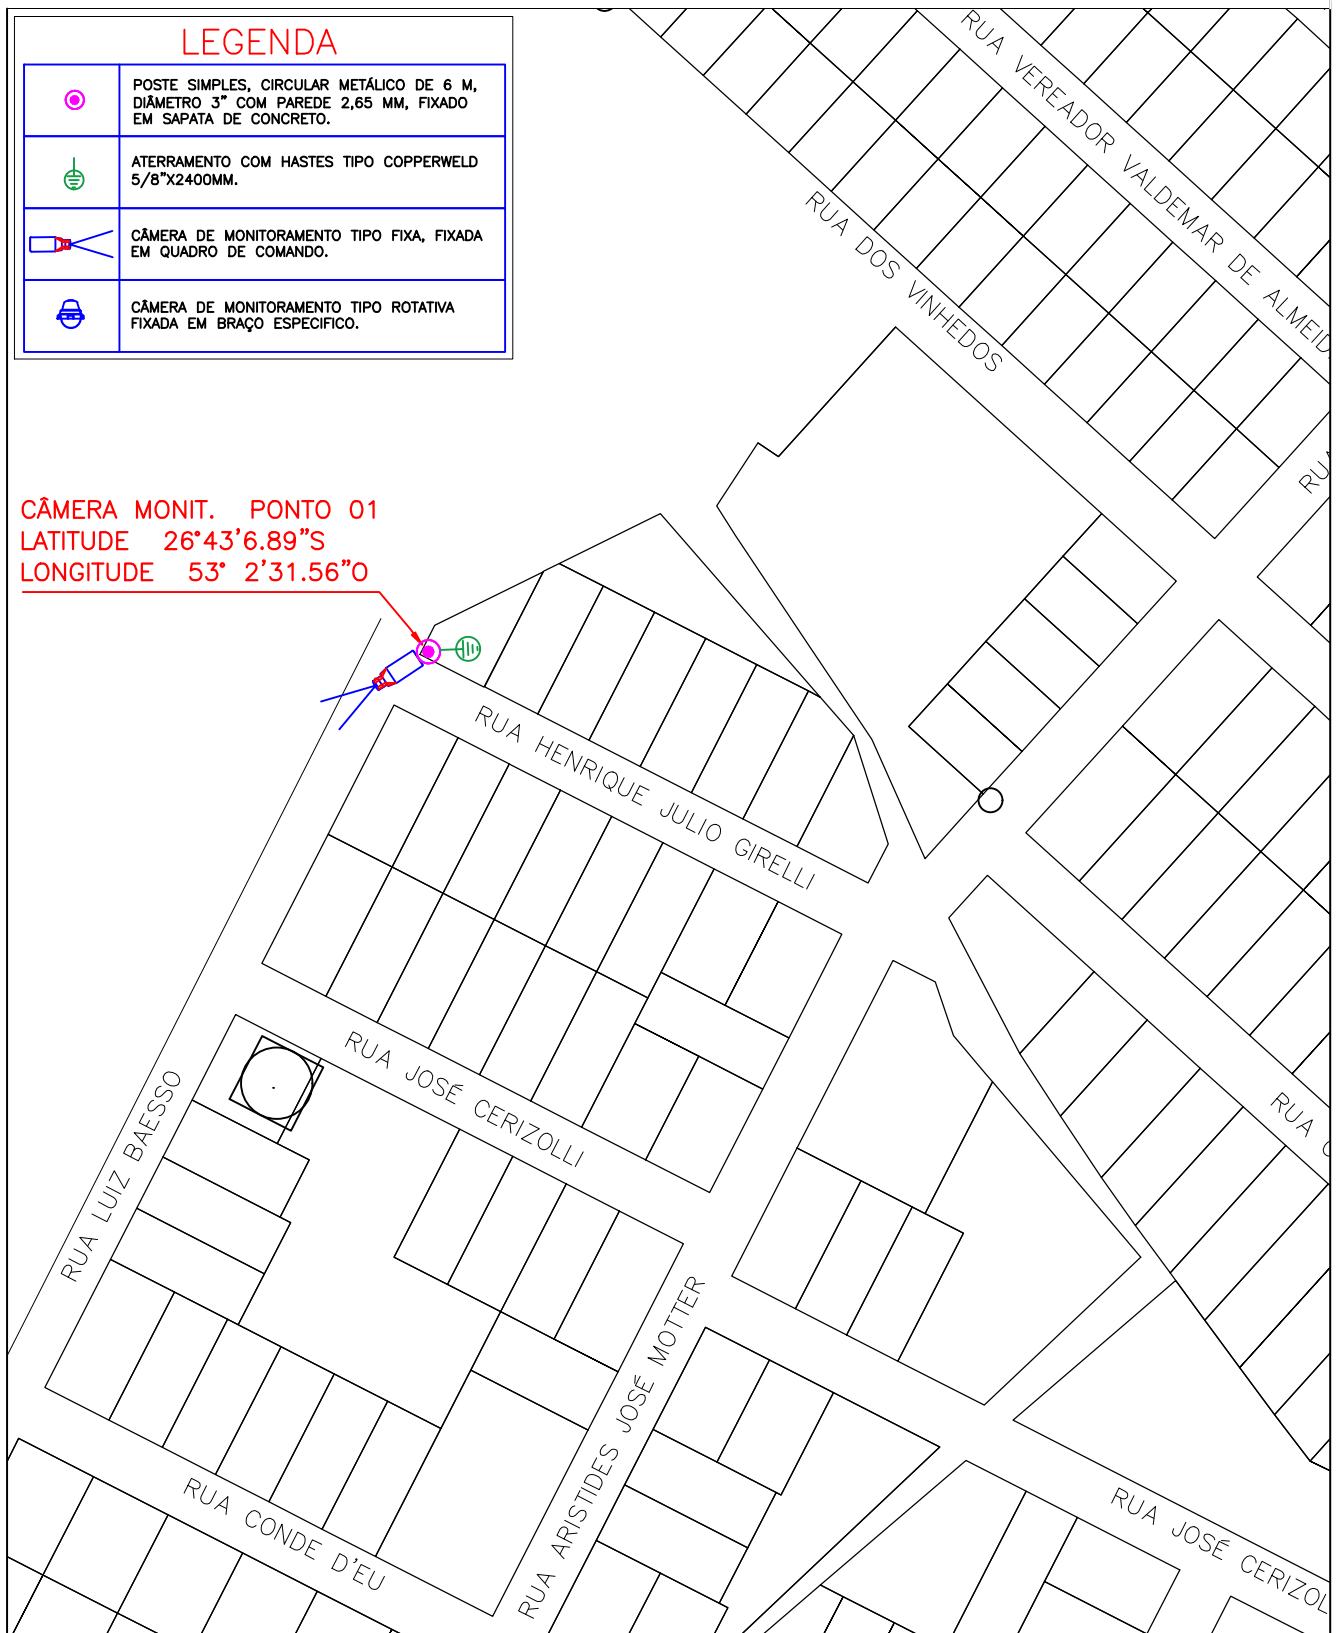 LEGENDA
POSTE SIMPLES, CIRCULAR METÁLICO DE 6 M,
DIÂMETRO 3" COM PAREDE 2,65 MM, FIXADO
EM SAPATA DE CONCRETO.
ATERRAMENTO COM HASTES TIPO COPPERWELD
5/8"X2400MM.
CÂMERA DE MONITORAMENTO TIPO FIXA, FIXADA
EM QUADRO DE COMANDO.
CÂMERA DE MONITORAMENTO TIPO ROTATIVA
FIXADA EM BRAÇO ESPECIFICO.
RUA VEREADOR VALDEMAR DE ALMEID
RUA DOS VINHEDOS
RUA
CÂMERA MONIT. PONTO 01
LATITUDE 26°43'6.89"S
LONGITUDE 53° 2'31.56"O
RUA HENRIQUE JULIO GIRELLI
RUA JOSÉ CERIZOLLI
RUA LUIZ BAESSO
RUA
RUA ARISTIDES JOSÉ MOTTER
RUA CONDE D'EU
RUA JOSÉ CERIZOL